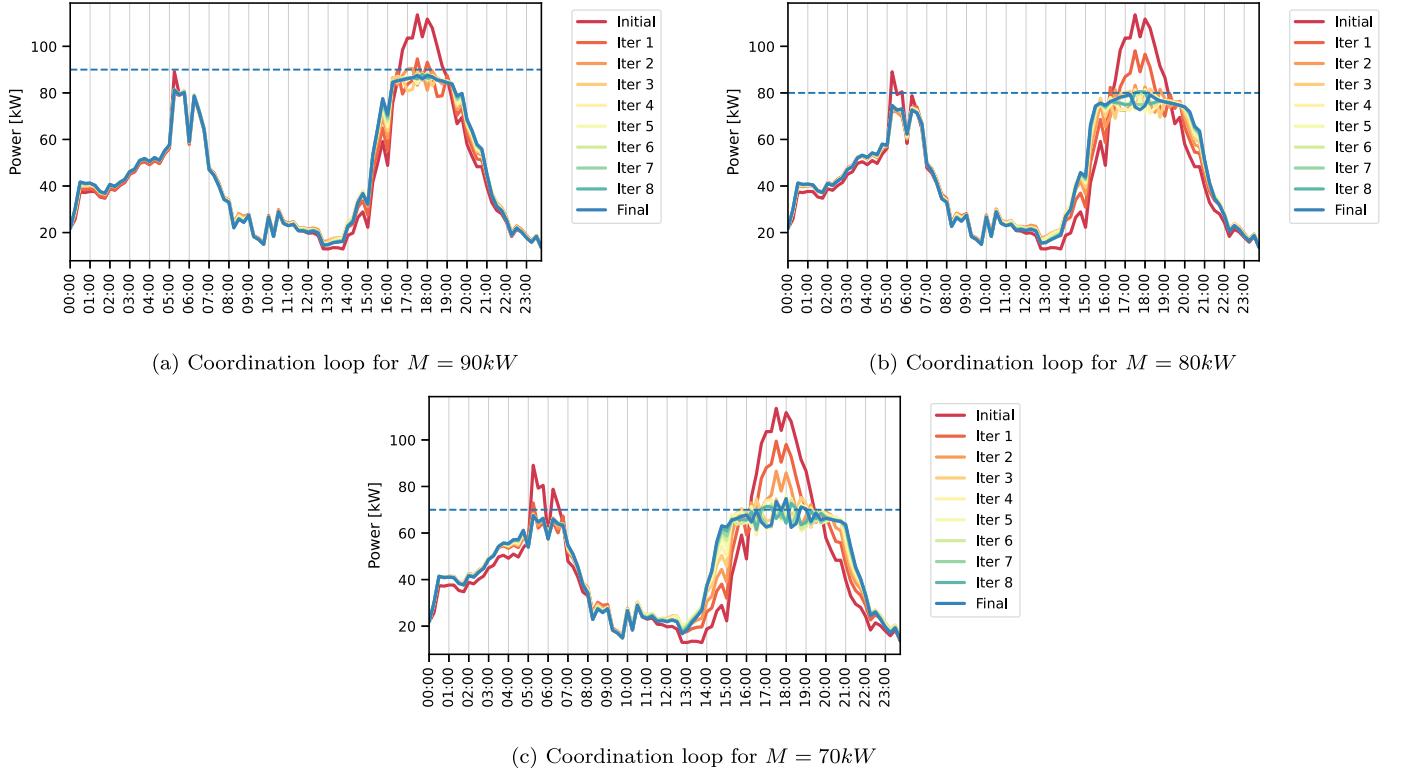 Power [kW]
100
80
60
40
20
00:00 01:00 02:00 03:00 04:00 05:00 06:00 07:00 08:00 09:00 10:00 11:00 12:00 13:00 14:00 15:00 16:00 17:00 18:00 19:00 20:00 21:00 22:00 23:00
Initial
Iter 1
Iter 2
Iter 3
Iter 4
Iter 5
Iter 6
Iter 7
Iter 8
Final
(a) Coordination loop for M = 90kW
Power [kW]
100
80
60
40
20
00:00 01:00 02:00 03:00 04:00 05:00 06:00 07:00 08:00 09:00 10:00 11:00 12:00 13:00 14:00 15:00 16:00 17:00 18:00 19:00 20:00 21:00 22:00 23:00
Initial
Iter 1
Iter 2
Iter 3
Iter 4
Iter 5
Iter 6
Iter 7
Iter 8
Final
(b) Coordination loop for M = 80kW
Power [kW]
100
80
60
40
20
00:00 01:00 02:00 03:00 04:00 05:00 06:00 07:00 08:00 09:00 10:00 11:00 12:00 13:00 14:00 15:00 16:00 17:00 18:00 19:00 20:00 21:00 22:00 23:00
Initial
Iter 1
Iter 2
Iter 3
Iter 4
Iter 5
Iter 6
Iter 7
Iter 8
Final
(c) Coordination loop for M = 70kW